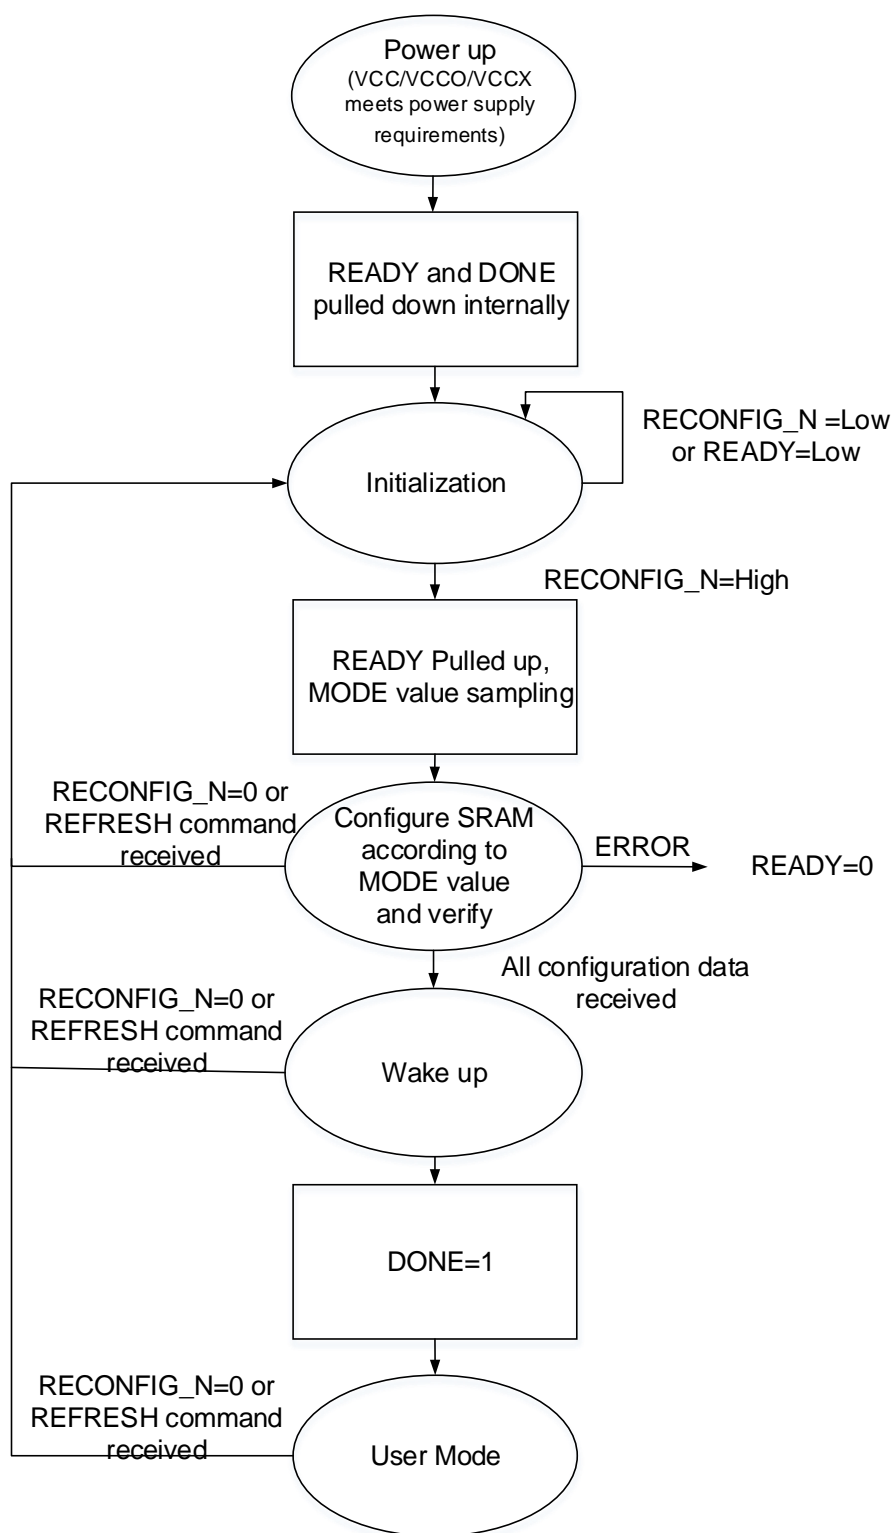 Power up
(VCC/VCCO/VCCX
meets power supply
requirements)
READY and DONE
pulled down internally
RECONFIG_N =Low
or READY=Low
Initialization
RECONFIG_N=High
READY Pulled up,
MODE value sampling
RECONFIG_N=0 or
REFRESH command
received
Configure SRAM
according to
MODE value
and verify
ERROR
READY=0
All configuration data
received
RECONFIG_N=0 or
REFRESH command
received
Wake up
DONE=1
RECONFIG_N=0 or
REFRESH command
received
User Mode